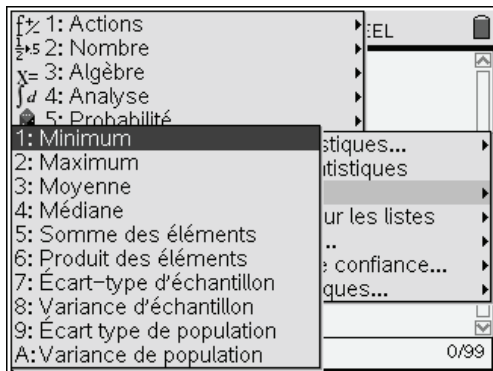 1: Actions
2: Nombre
3: Algèbre
4: Analyse
5: Probabilité
ÉEL
1: Minimum
2: Maximum
3: Moyenne
4: Médiane
5: Somme des éléments
6: Produit des éléments
7: Écart-type d'échantillon
8: Variance d'échantillon
9: Écart type de population
A: Variance de population
stiques...
tistiques
ur les listes
..
confiance...
ques...
0/99